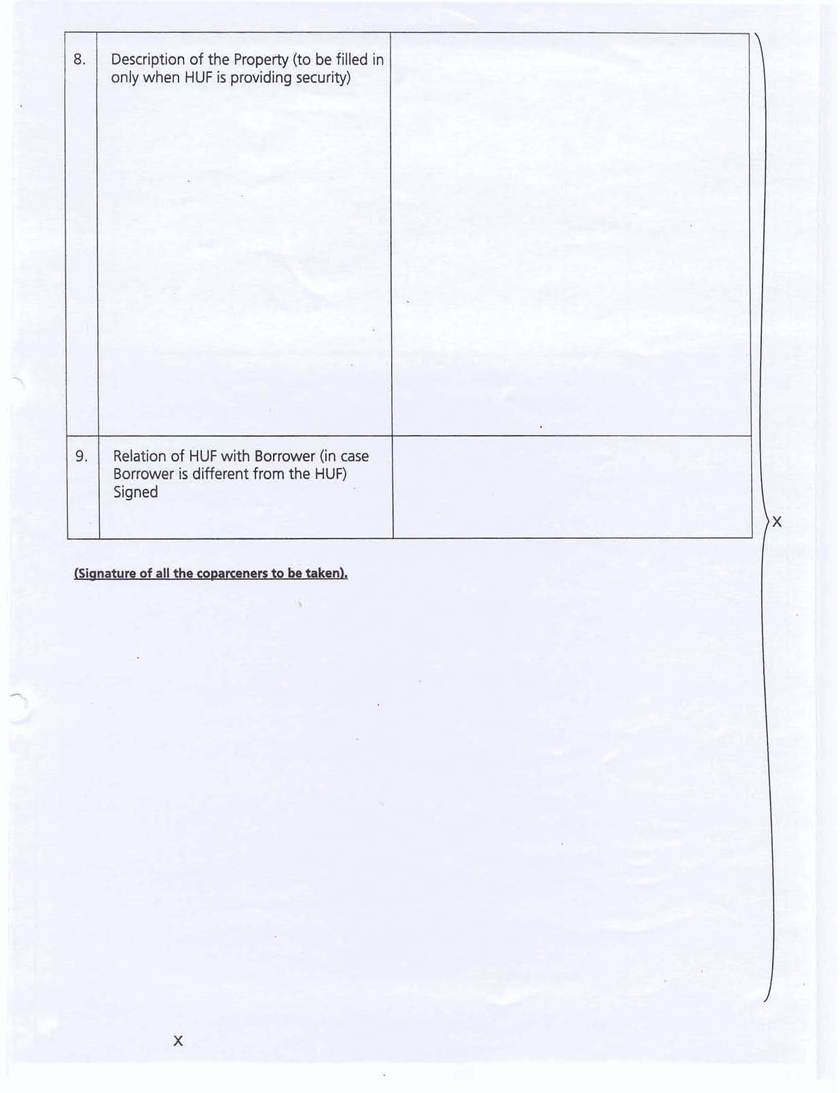 8. Description of the Property (to be filled in
only when HUF is providing security)
9. Relation of HUF with Borrower (in case
Borrower is different from the HUF)
Signed
X
(Signature of all the coparceners to be taken).
X